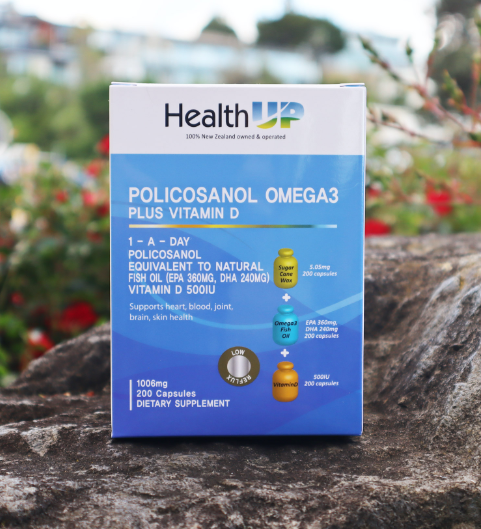 HealthUP
100% New Zealand owned & operated
POLICOSANOL OMEGA3
PLUS VITAMIN D
1 - A - DAY
POLICOSANOL
EQUIVALENT TO NATURAL
FISH OIL (EPA 360MG, DHA 240MG)
VITAMIN D 500IU
Supports heart, blood, joint,
brain, skin health
Sugar
Cane
Wax
5.05mg
200 capsules
+
Omega3
Fish
Oil
EPA 360mg,
DHA 240mg
200 capsules
+
VitaminD
500IU
200 capsules
LOW
REFLUX
1006mg
200 Capsules
DIETARY SUPPLEMENT